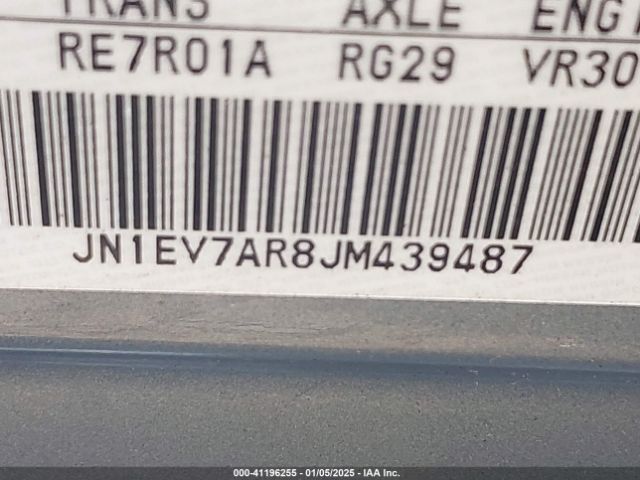 TRANS AXLE ENG
RE7R01A RG29 VR30
JN1EV7AR8JM439487
000-41196255 - 01/05/2025 - IAA Inc.